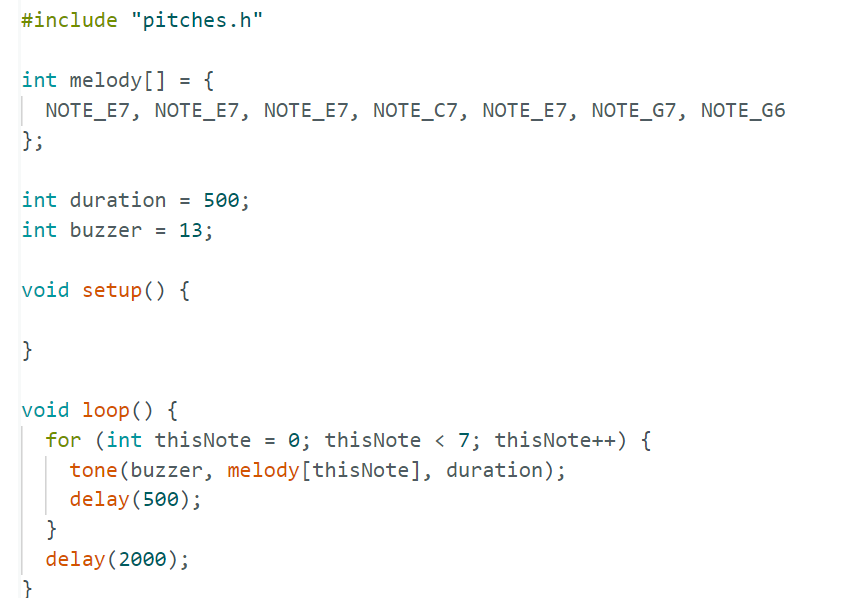 #include "pitches.h"
int melody[] = {
NOTE_E7, NOTE_E7, NOTE_E7, NOTE_C7, NOTE_E7, NOTE_G7, NOTE_G6
};
int duration = 500;
int buzzer = 13;
void setup() {
}
void loop() {
for (int thisNote = 0; thisNote < 7; thisNote++) {
tone(buzzer, melody[thisNote], duration);
delay(500);
}
delay(2000);
}